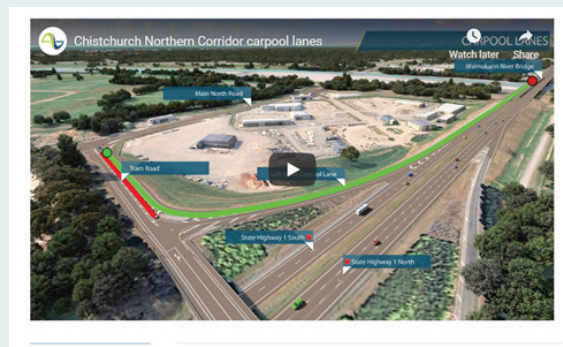 Chistchurch Northern Corridor carpool lanes
CARPOOL LANES
Watch later
Share
Waimakariri River Bridge
Main North Road
Tram Road
Carpool Lane
State Highway 1 South
State Highway 1 North